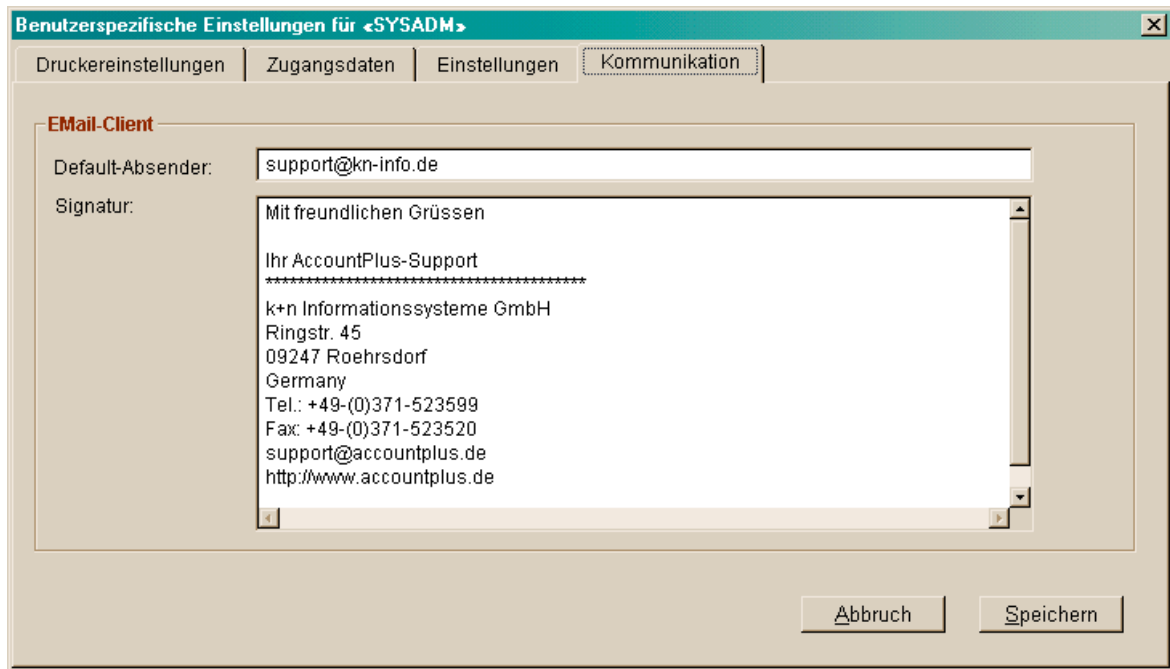 Benutzerspezifische Einstellungen für «SYSADM»
Druckereinstellungen Zugangsdaten Einstellungen Kommunikation
EMail-Client
Default-Absender: support@kn-info.de
Signatur:
Mit freundlichen Grüssen
Ihr AccountPlus-Support
****************************************
k+n Informationssysteme GmbH
Ringstr. 45
09247 Roehrsdorf
Germany
Tel.: +49-(0)371-523599
Fax: +49-(0)371-523520
support@accountplus.de
http://www.accountplus.de
Abbruch Speichern